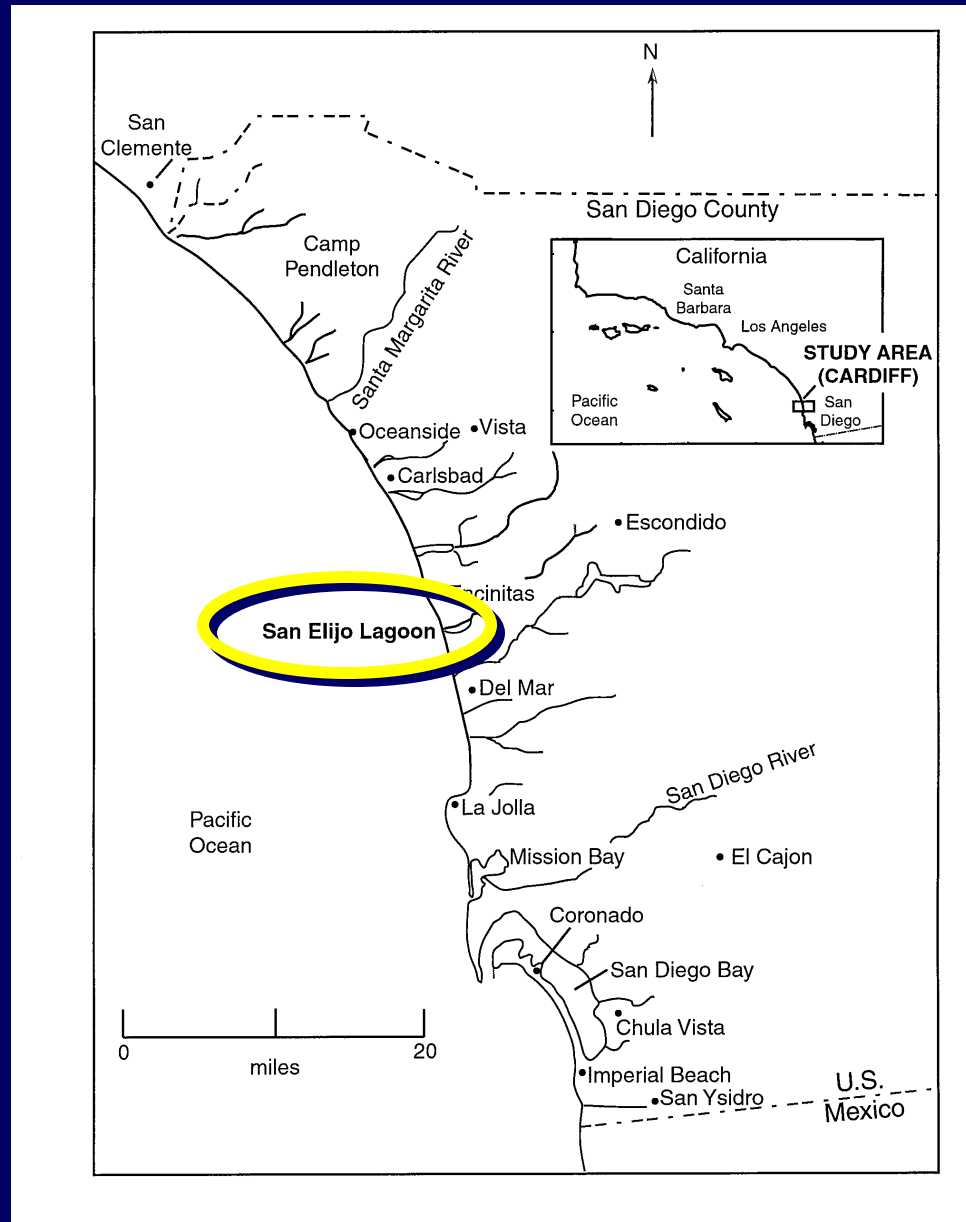 N
San
Clemente
San Diego County
Camp
Pendleton
Santa Margarita River
California
Santa
Barbara
Los Angeles
STUDY AREA
(CARDIFF)
Pacific
Ocean
San
Diego
Oceanside
Vista
Carlsbad
Escondido
Encinitas
San Elijo Lagoon
Del Mar
San Diego River
La Jolla
Pacific
Ocean
Mission Bay
El Cajon
Coronado
San Diego Bay
Chula Vista
0
20
miles
Imperial Beach
San Ysidro
U.S.
Mexico